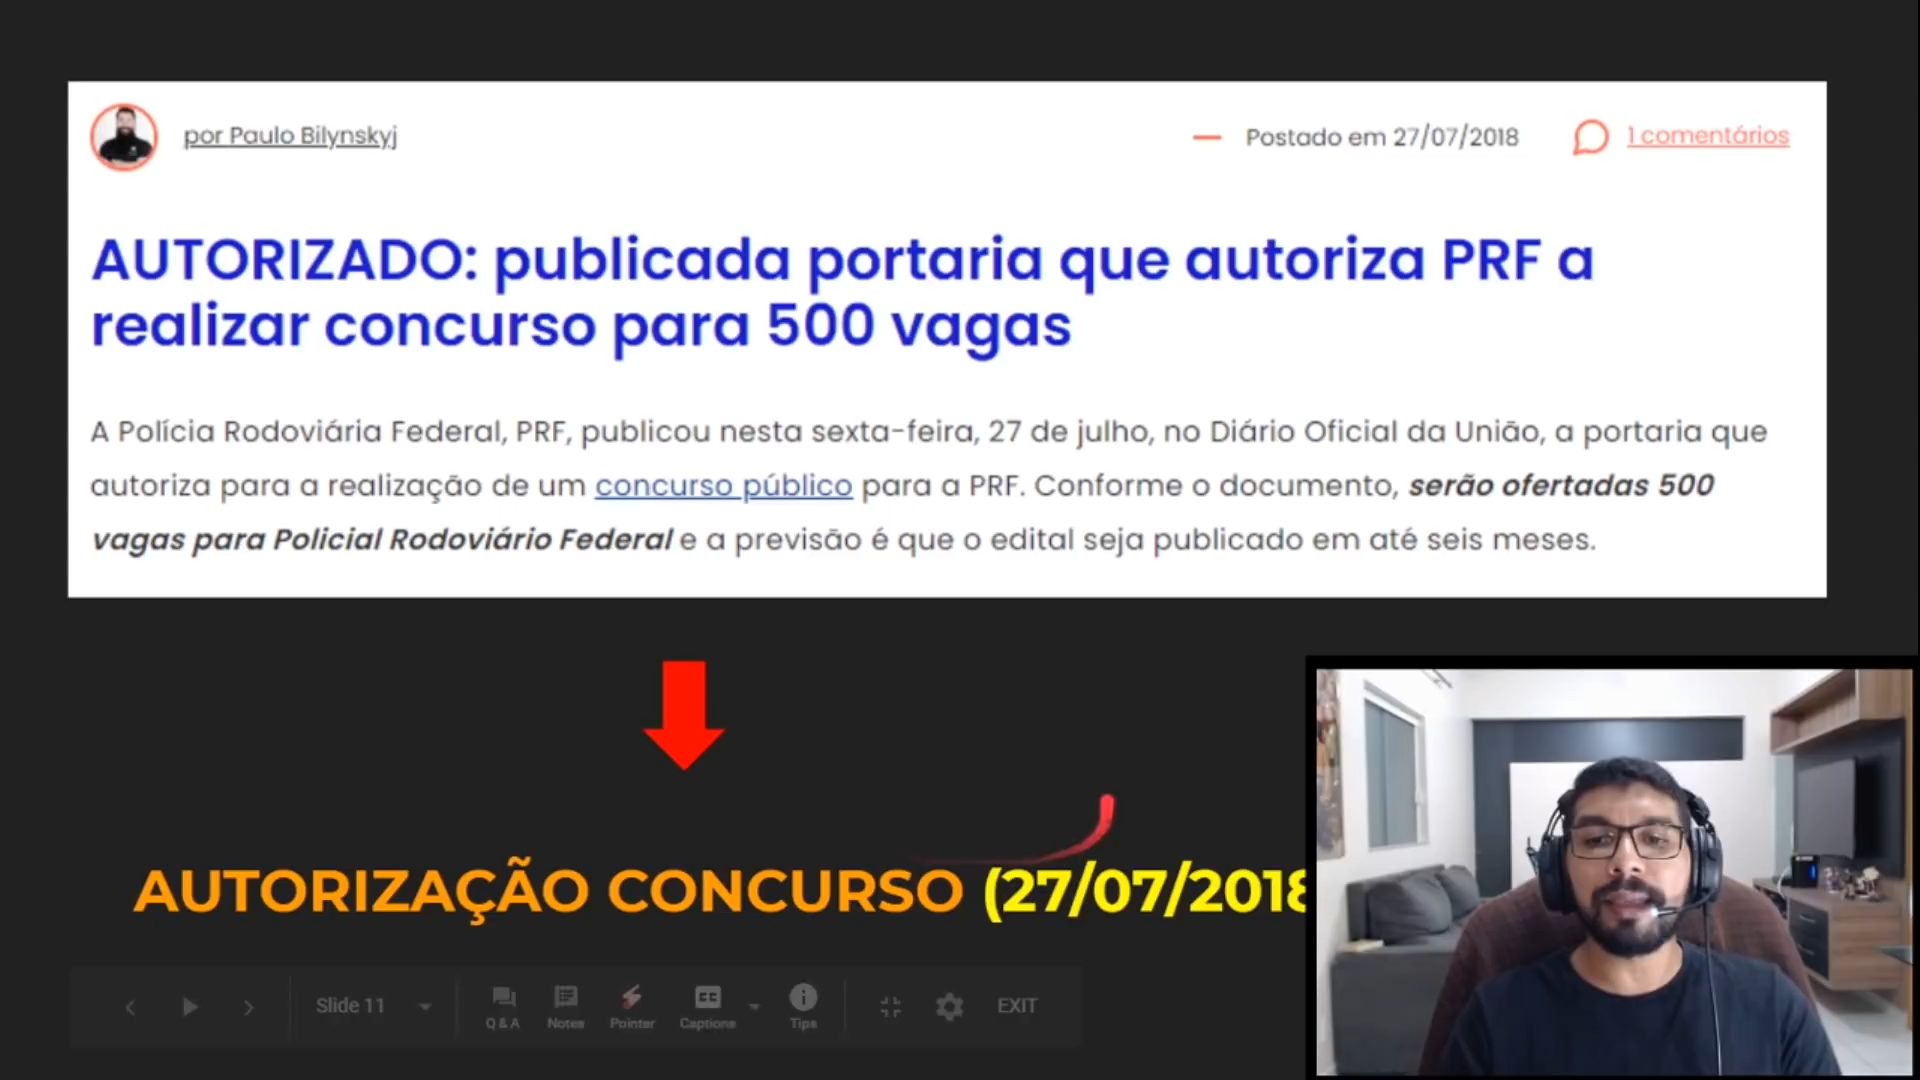 por Paulo Bilynskyj
Postado em 27/07/2018
1 comentários
AUTORIZADO: publicada portaria que autoriza PRF a
realizar concurso para 500 vagas
A Polícia Rodoviária Federal, PRF, publicou nesta sexta-feira, 27 de julho, no Diário Oficial da União, a portaria que
autoriza para a realização de um concurso público para a PRF. Conforme o documento, serão ofertadas 500
vagas para Policial Rodoviário Federal e a previsão é que o edital seja publicado em até seis meses.
AUTORIZAÇÃO CONCURSO (27/07/2018
Slide 11
Q & A
Notes
Pointer
CC
Captions
Tips
EXIT